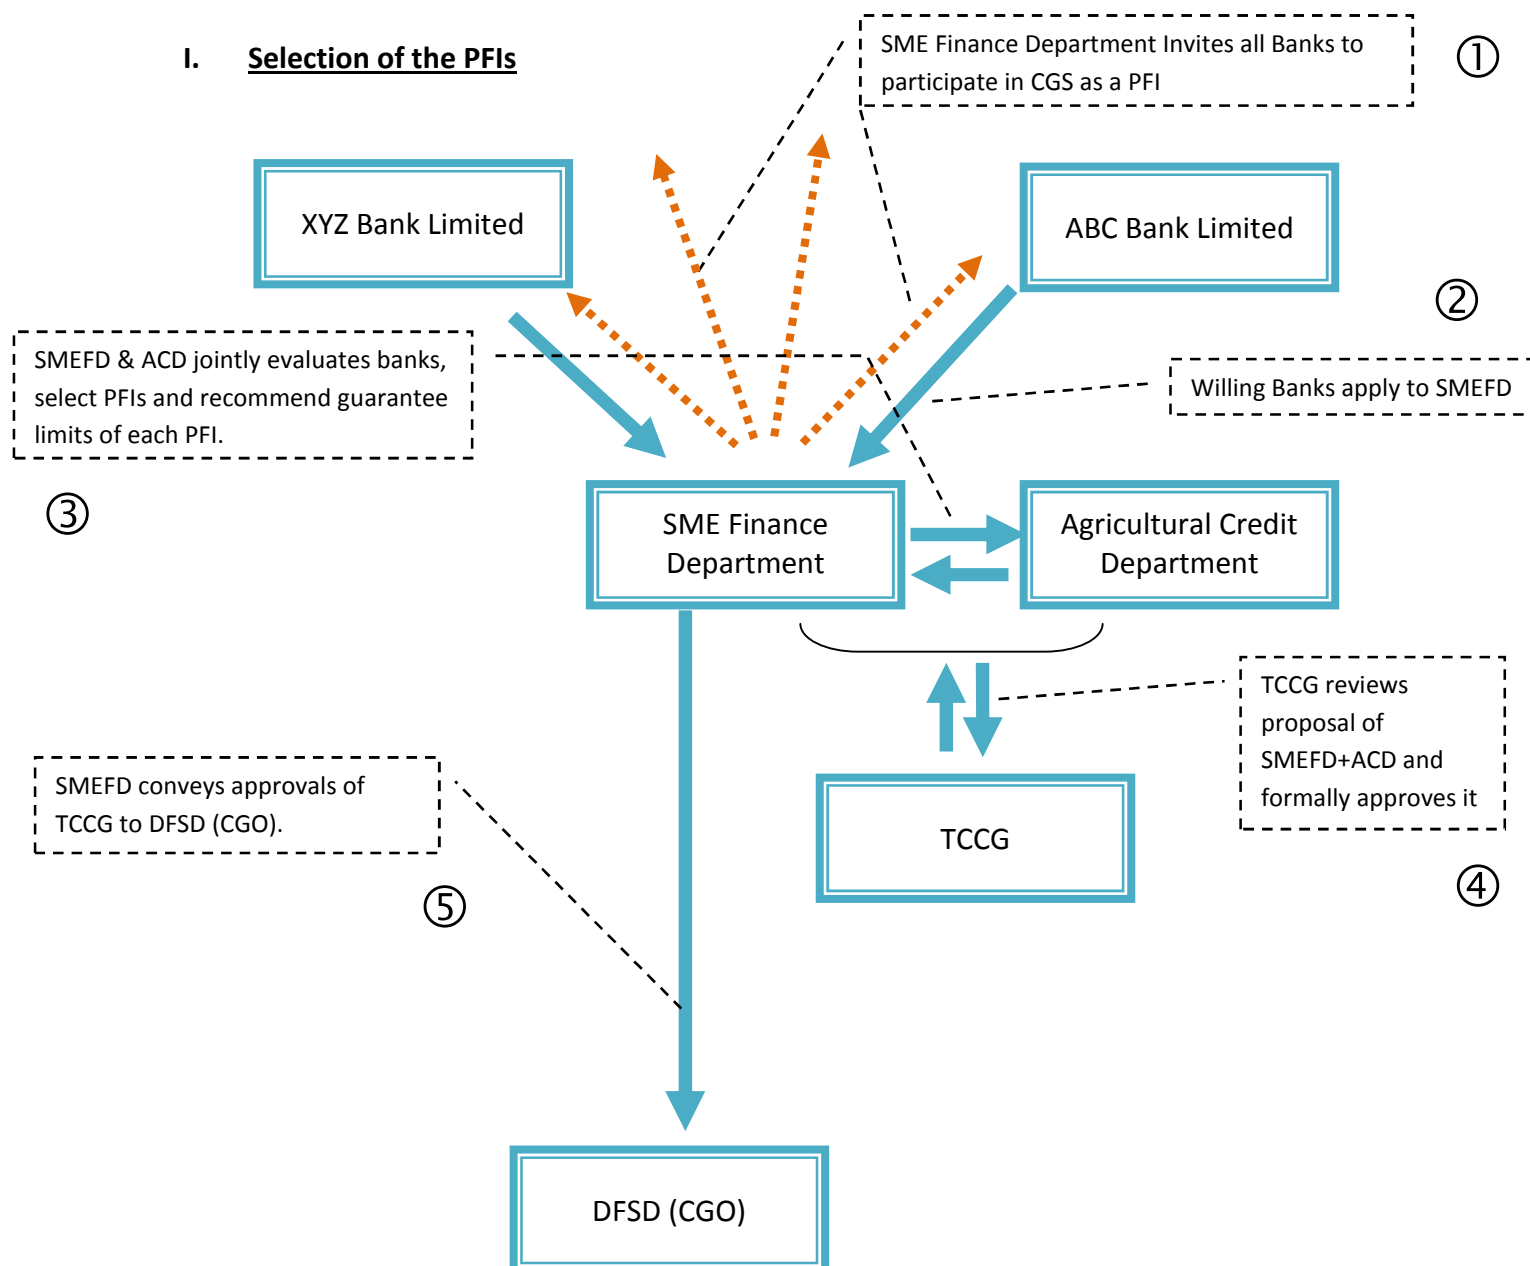 I. Selection of the PFIs
SME Finance Department Invites all Banks to
participate in CGS as a PFI
①
XYZ Bank Limited
ABC Bank Limited
②
SMEFD & ACD jointly evaluates banks,
select PFIs and recommend guarantee
limits of each PFI.
Willing Banks apply to SMEFD
③
SME Finance
Department
Agricultural Credit
Department
TCCG reviews
proposal of
SMEFD+ACD and
formally approves it
SMEFD conveys approvals of
TCCG to DFSD (CGO).
TCCG
④
⑤
DFSD (CGO)